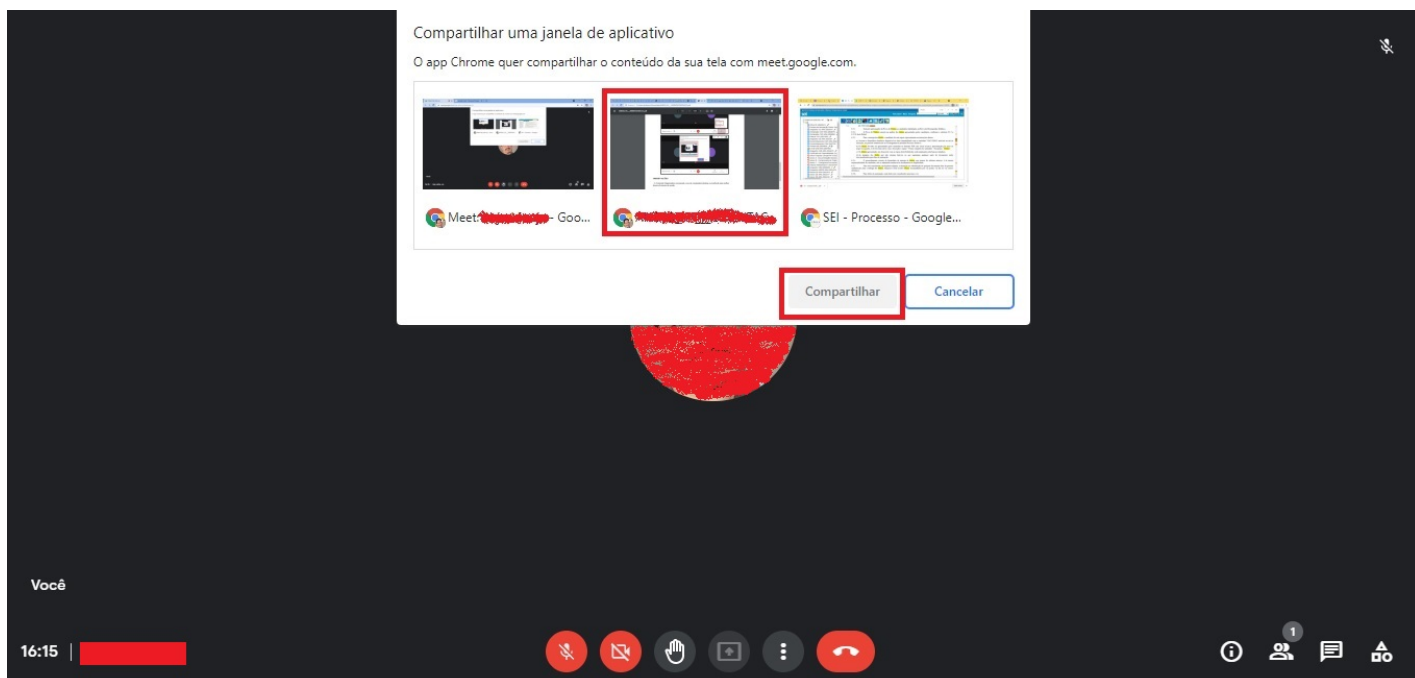 Compartilhar uma janela de aplicativo
O app Chrome quer compartilhar o conteúdo da sua tela com meet.google.com.
Meet: - Goo...
SEI - Processo - Google...
Compartilhar
Cancelar
Você
16:15 |
1